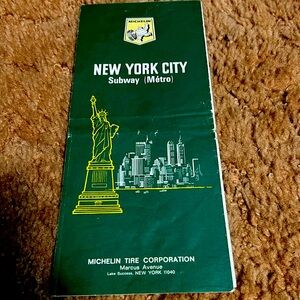 MICHELIN
NEW YORK CITY
Subway (Métro)
MICHELIN TIRE CORPORATION
Marcus Avenue
Lake Success, NEW YORK 11040